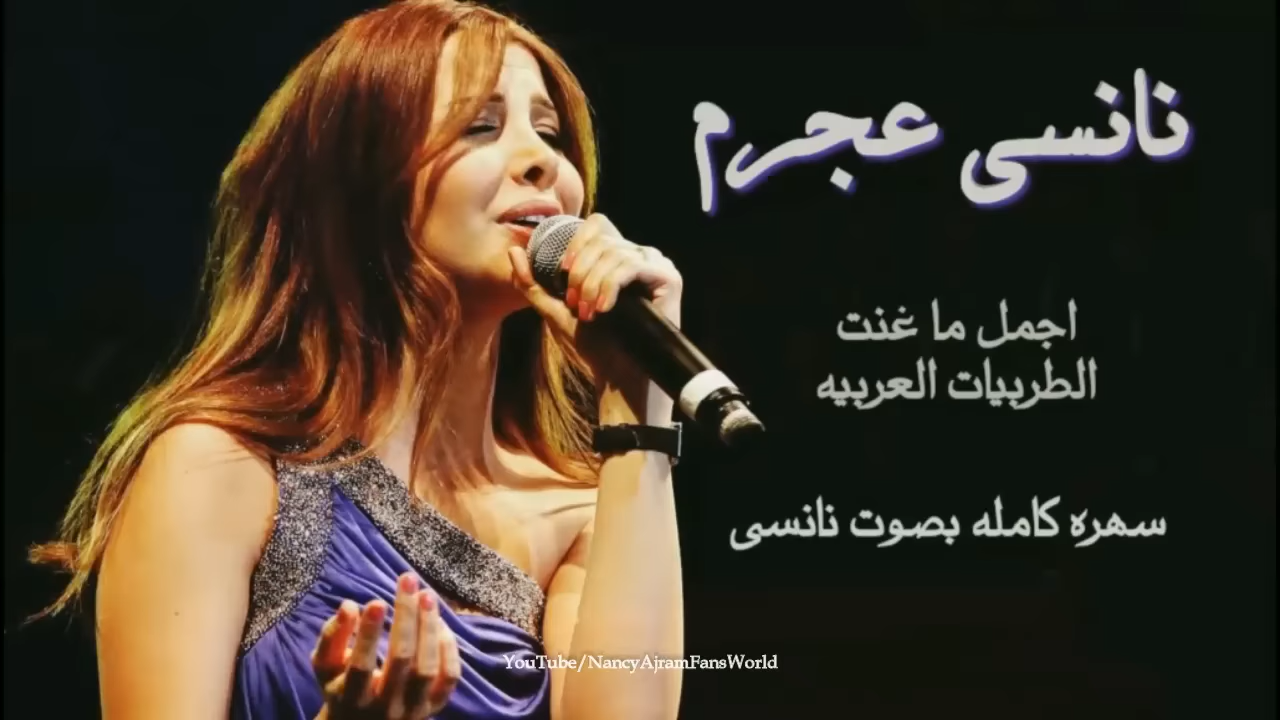 نانسى عجرم
اجمل ما غنت
الطربيات العربيه
سهره كامله بصوت نانسى
YouTube/NancyAjramFansWorld